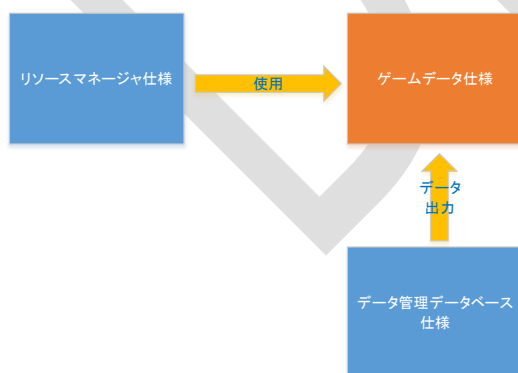 リソースマネージャ仕様
使用
ゲームデータ仕様
データ
出力
データ管理データベース
仕様